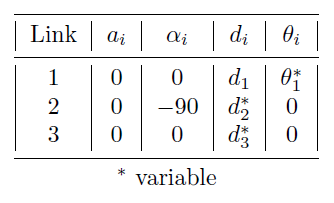 Link a_i α_i d_i θ_i
1 0 0 d_1 θ_1^*
2 0 −90 d_2^* 0
3 0 0 d_3^* 0
* variable